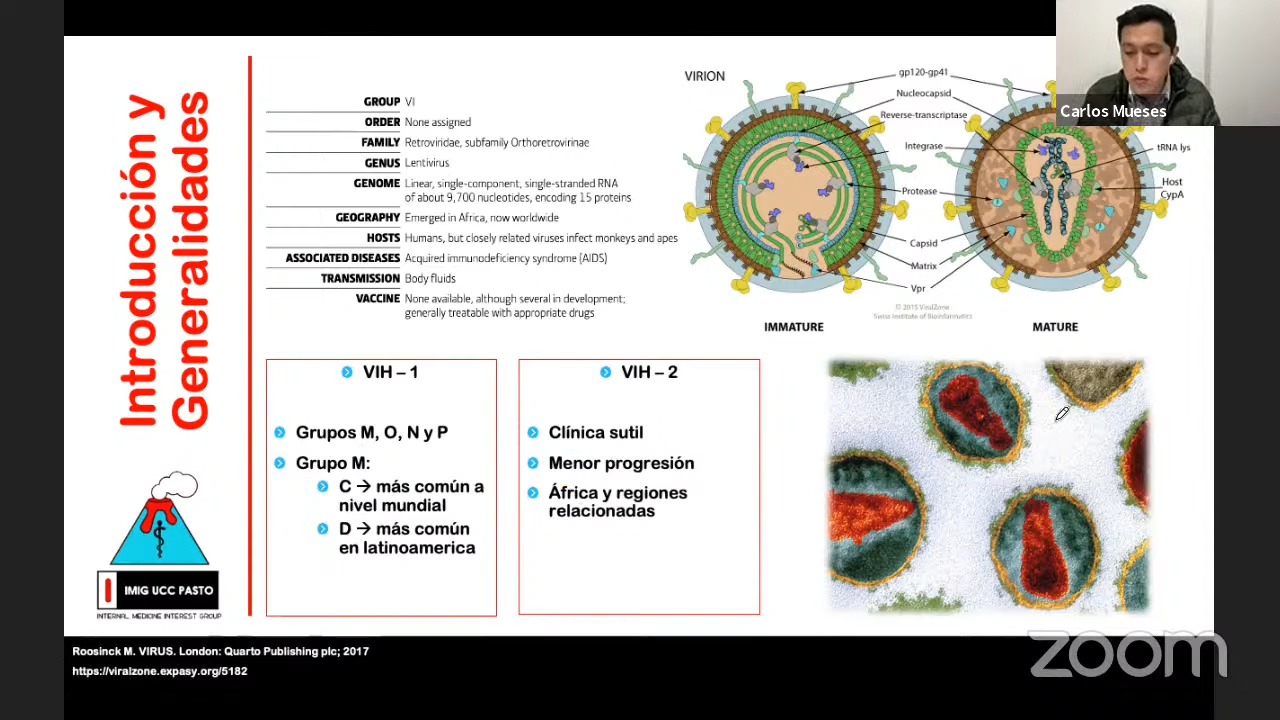 Introducción y
Generalidades
GROUP VI
ORDER None assigned
FAMILY Retroviridae, subfamily Orthoretrovirinae
GENUS Lentivirus
GENOME Linear, single-component, single-stranded RNA
of about 9,700 nucleotides, encoding 15 proteins
GEOGRAPHY Emerged in Africa, now worldwide
HOSTS Humans, but closely related viruses infect monkeys and apes
ASSOCIATED DISEASES Acquired immunodeficiency syndrome (AIDS)
TRANSMISSION Body fluids
VACCINE None available, although several in development;
generally treatable with appropriate drugs
VIRION
gp120-gp41
Nucleocapsid
Reverse-transcriptase
Integrase
Protease
Capsid
Matrix
Vpr
tRNA lys
Host
CypA
© 2015 ViralZone
Swiss Institute of Bioinformatics
IMMATURE
MATURE
Carlos Mueses
VIH – 1
Grupos M, O, N y P
Grupo M:
C → más común a
nivel mundial
D → más común
en latinoamerica
VIH – 2
Clínica sutil
Menor progresión
África y regiones
relacionadas
IMIG UCC PASTO
INTERNAL MEDICINE INTEREST GROUP
Roosinck M. VIRUS. London: Quarto Publishing plc; 2017
https://viralzone.expasy.org/5182
zoom